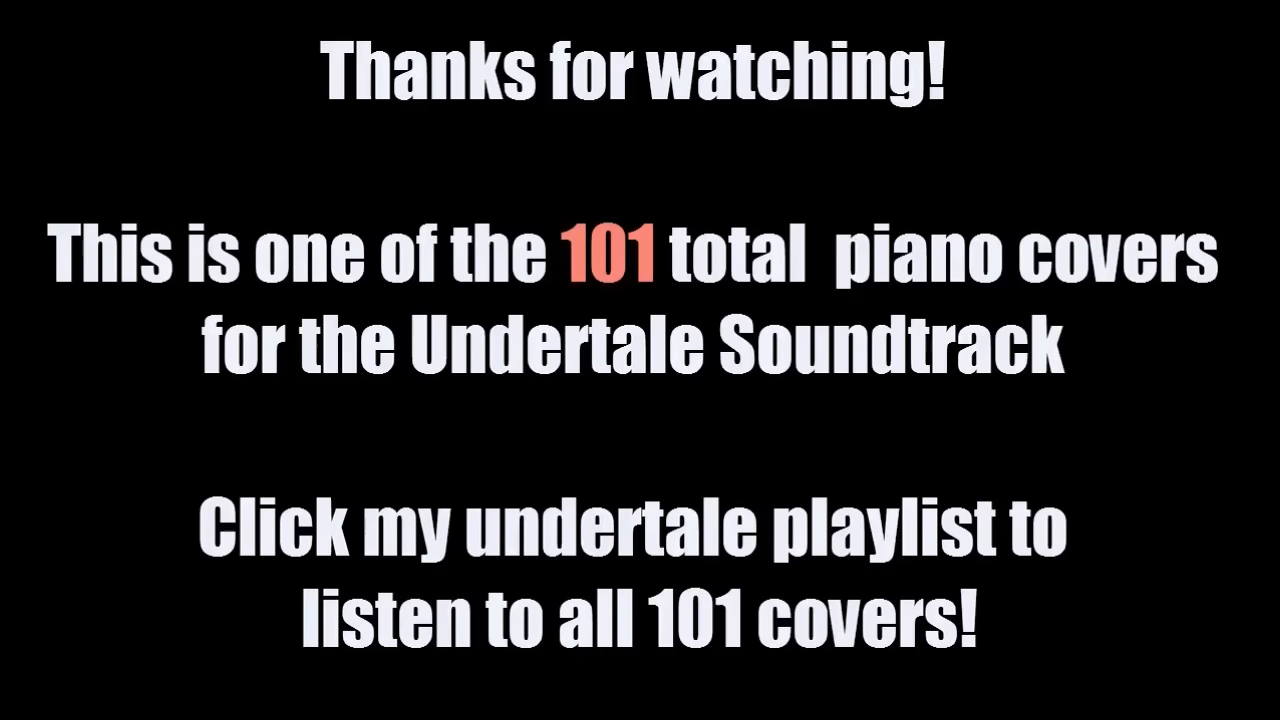 Thanks for watching!
This is one of the 101 total  piano covers
for the Undertale Soundtrack
Click my undertale playlist to
listen to all 101 covers!